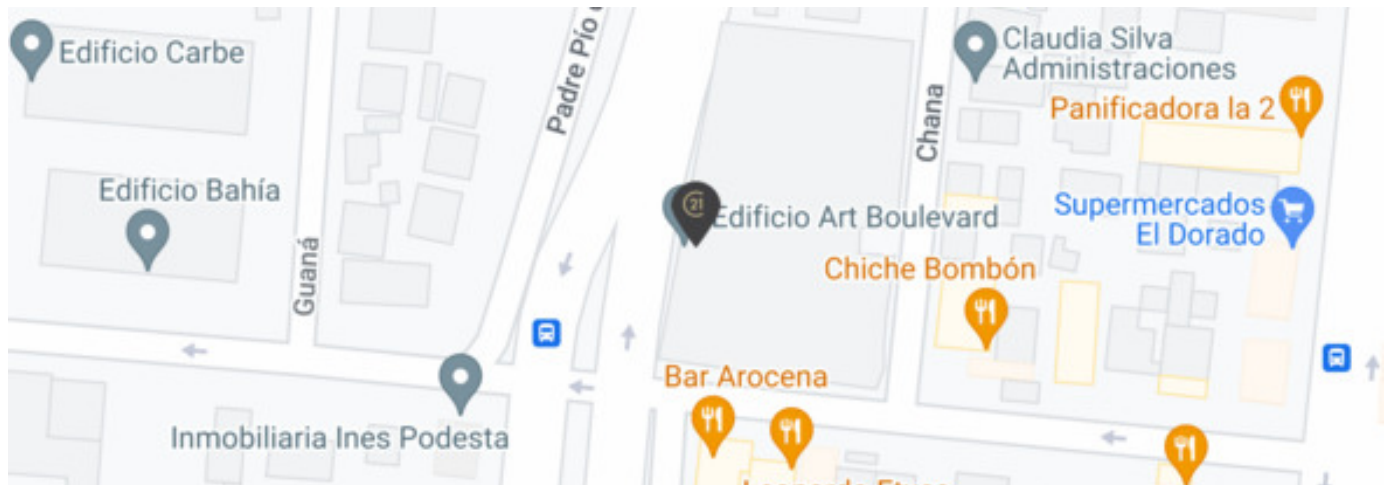 Edificio Carbe
Padre Pío
Claudia Silva
Administraciones
Panificadora la 2
Chana
Edificio Bahía
21
Edificio Art Boulevard
Supermercados
El Dorado
Guaná
Chiche Bombón
Bar Arocena
Inmobiliaria Ines Podesta